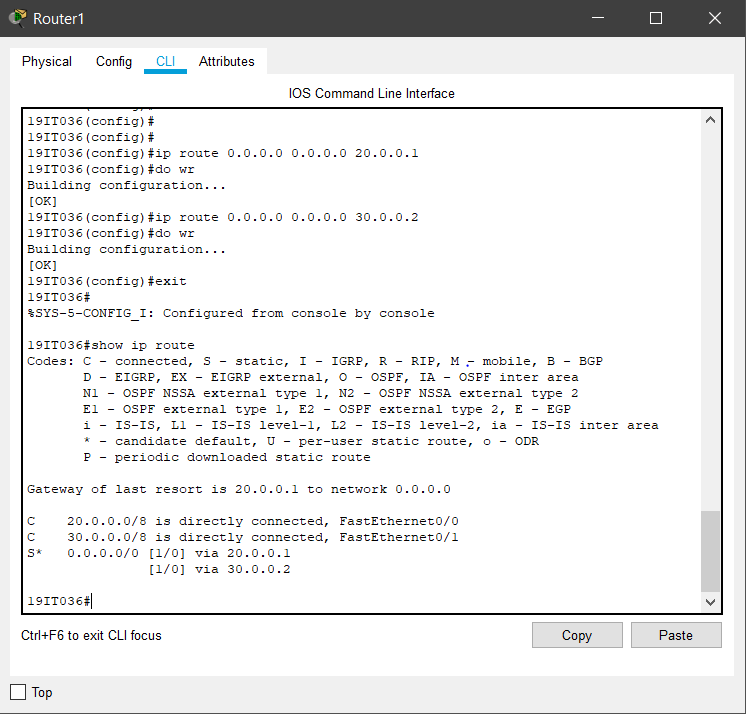 Router1
Physical Config CLI Attributes
IOS Command Line Interface
19IT036(config)#
19IT036(config)#
19IT036(config)#ip route 0.0.0.0 0.0.0.0 20.0.0.1
19IT036(config)#do wr
Building configuration...
[OK]
19IT036(config)#ip route 0.0.0.0 0.0.0.0 30.0.0.2
19IT036(config)#do wr
Building configuration...
[OK]
19IT036(config)#exit
19IT036#
%SYS-5-CONFIG_I: Configured from console by console
19IT036#show ip route
Codes: C - connected, S - static, I - IGRP, R - RIP, M - mobile, B - BGP
D - EIGRP, EX - EIGRP external, O - OSPF, IA - OSPF inter area
N1 - OSPF NSSA external type 1, N2 - OSPF NSSA external type 2
E1 - OSPF external type 1, E2 - OSPF external type 2, E - EGP
i - IS-IS, L1 - IS-IS level-1, L2 - IS-IS level-2, ia - IS-IS inter area
* - candidate default, U - per-user static route, o - ODR
P - periodic downloaded static route
Gateway of last resort is 20.0.0.1 to network 0.0.0.0
C 20.0.0.0/8 is directly connected, FastEthernet0/0
C 30.0.0.0/8 is directly connected, FastEthernet0/1
S* 0.0.0.0/0 [1/0] via 20.0.0.1
[1/0] via 30.0.0.2
19IT036#
Ctrl+F6 to exit CLI focus
Copy Paste
Top